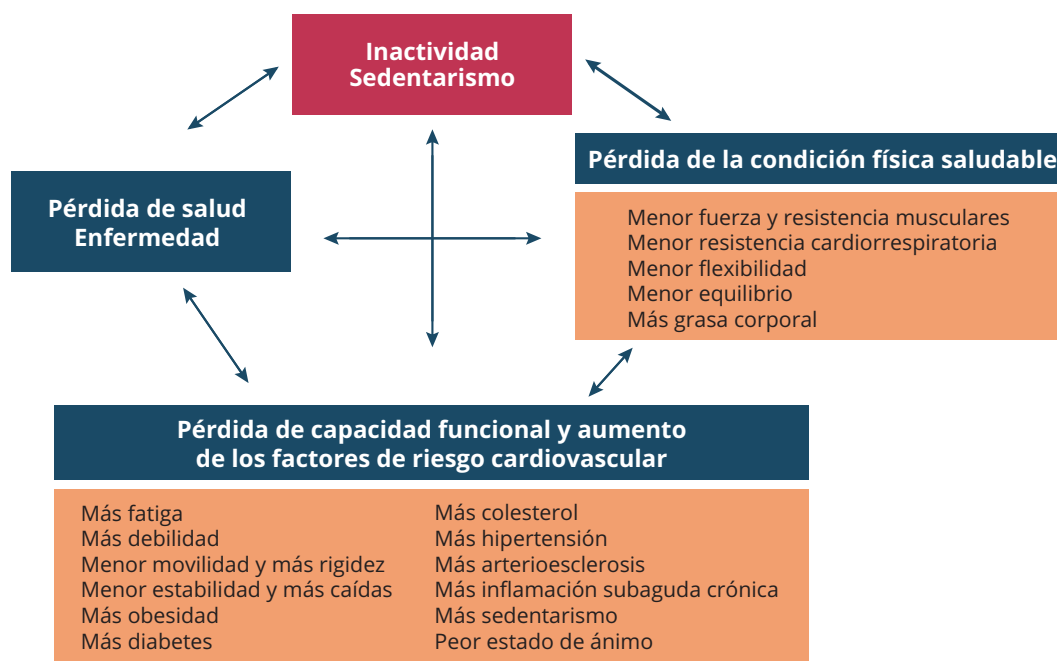 Inactividad
Sedentarismo
Pérdida de la condición física saludable
Menor fuerza y resistencia musculares
Menor resistencia cardiorrespiratoria
Menor flexibilidad
Menor equilibrio
Más grasa corporal
Pérdida de salud
Enfermedad
Pérdida de capacidad funcional y aumento
de los factores de riesgo cardiovascular
Más fatiga
Más debilidad
Menor movilidad y más rigidez
Menor estabilidad y más caídas
Más obesidad
Más diabetes
Más colesterol
Más hipertensión
Más arterioesclerosis
Más inflamación subaguda crónica
Más sedentarismo
Peor estado de ánimo